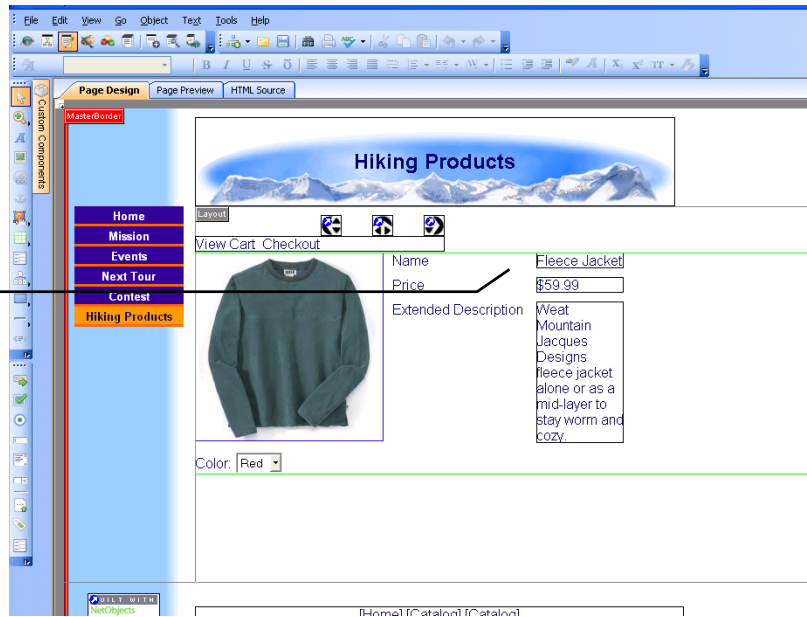 File Edit View Go Object Text Tools Help
B I U S
Page Design Page Preview HTML Source
Custom Components
MasterBorder
Hiking Products
Layout
Home
Mission
Events
Next Tour
Contest
Hiking Products
View Cart Checkout
Name Fleece Jacket
Price $59.99
Extended Description Weat
Mountain
Jacques
Designs
fleece jacket
alone or as a
mid-layer to
stay worm and
cozy.
Color: Red
UILT WITH
NetObjects
[Home] [Catalog] [Catalog]